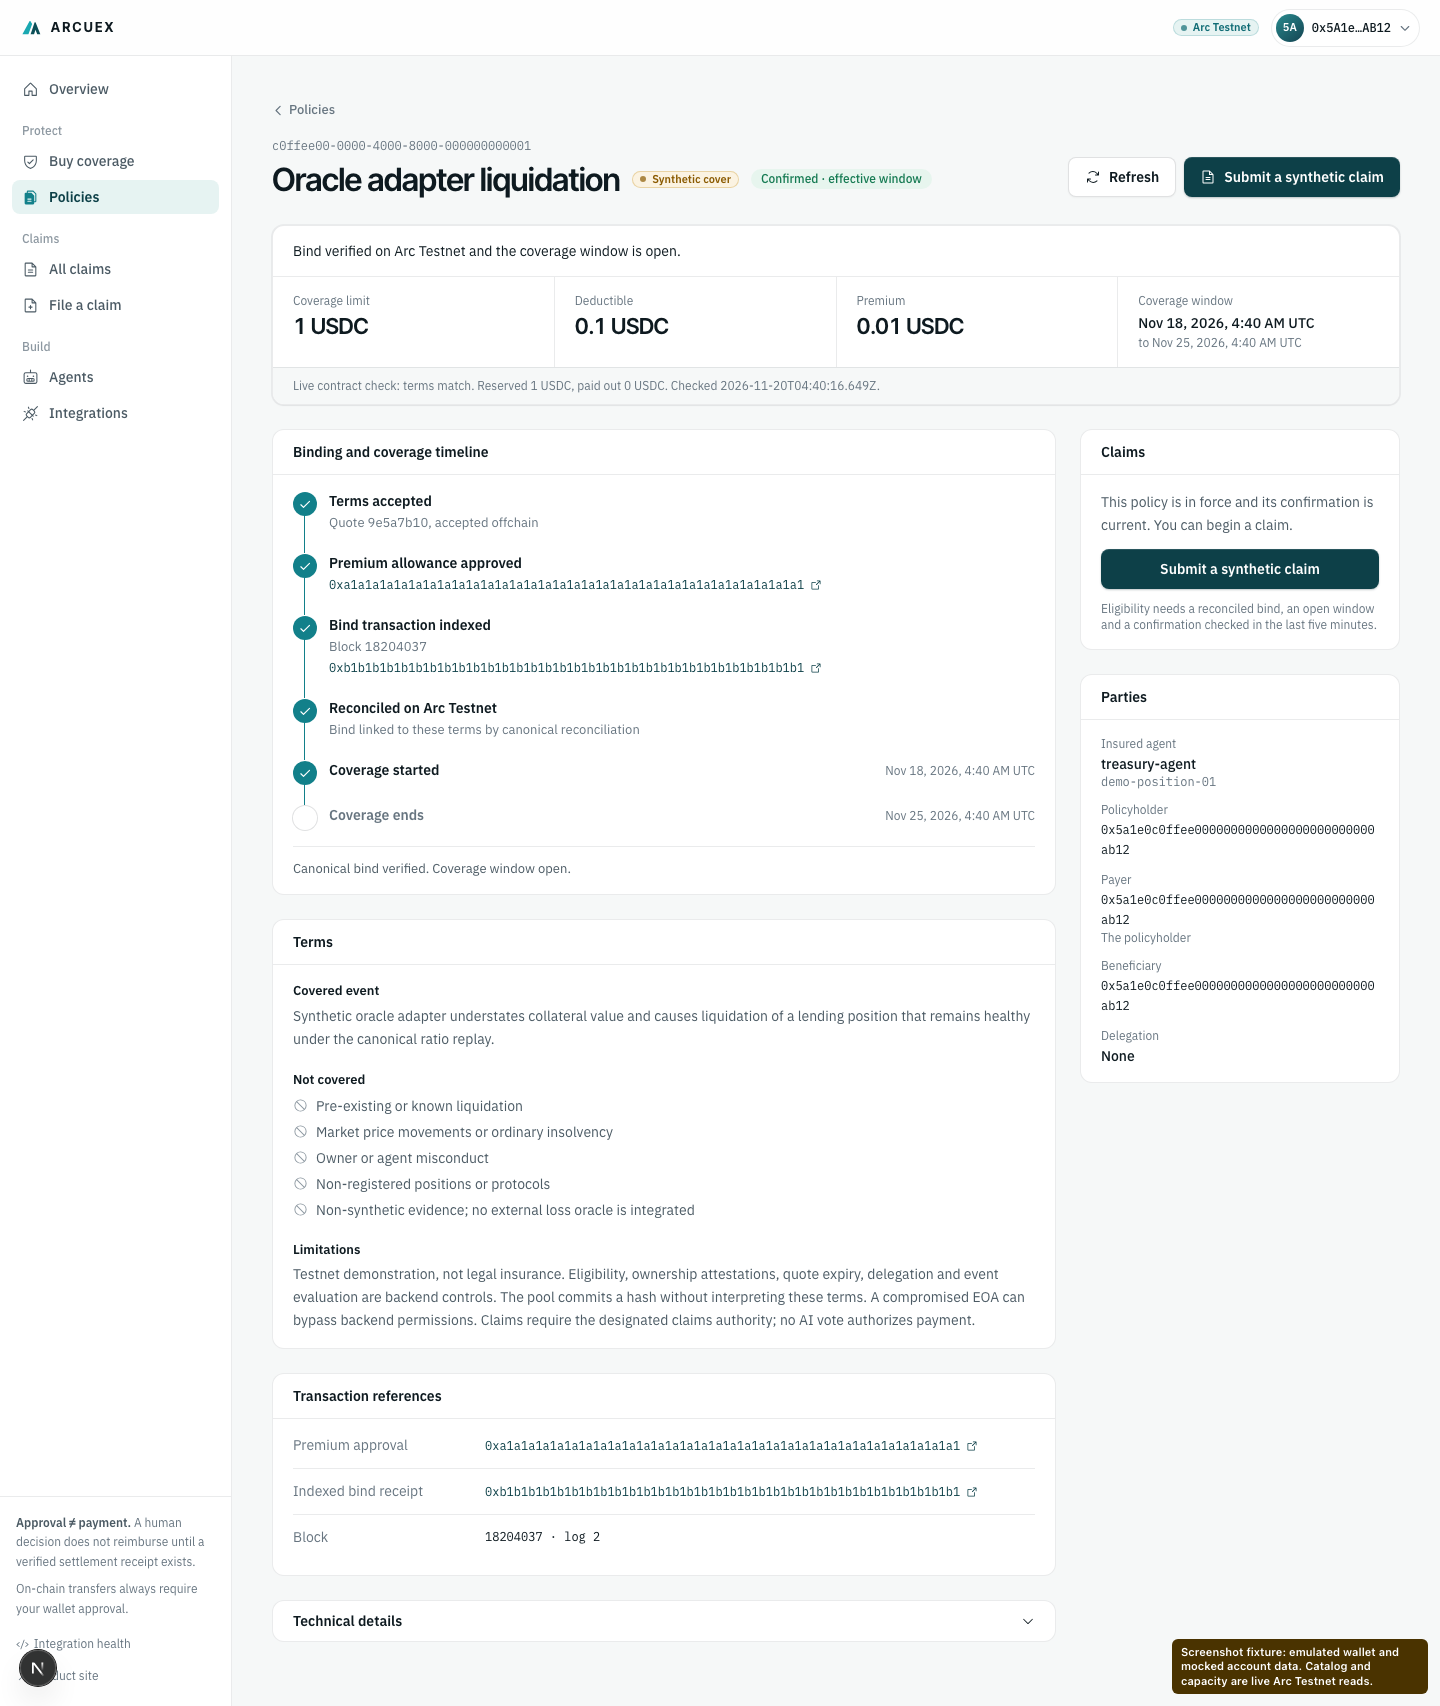 ARCUEX
Arc Testnet
5A
0x5A1e…AB12
Overview
Protect
Buy coverage
Policies
Claims
All claims
File a claim
Build
Agents
Integrations
Approval ≠ payment. A human
decision does not reimburse until a
verified settlement receipt exists.
On-chain transfers always require
your wallet approval.
Integration health
N
uct site
Policies
c0ffee00-0000-4000-8000-000000000001
Oracle adapter liquidation
Synthetic cover
Confirmed · effective window
Refresh
Submit a synthetic claim
Bind verified on Arc Testnet and the coverage window is open.
Coverage limit
1 USDC
Deductible
0.1 USDC
Premium
0.01 USDC
Coverage window
Nov 18, 2026, 4:40 AM UTC
to Nov 25, 2026, 4:40 AM UTC
Live contract check: terms match. Reserved 1 USDC, paid out 0 USDC. Checked 2026-11-20T04:40:16.649Z.
Binding and coverage timeline
Terms accepted
Quote 9e5a7b10, accepted offchain
Premium allowance approved
0xa1a1a1a1a1a1a1a1a1a1a1a1a1a1a1a1a1a1a1a1a1a1a1a1a1a1a1a1a1a1a1a1
Bind transaction indexed
Block 18204037
0xb1b1b1b1b1b1b1b1b1b1b1b1b1b1b1b1b1b1b1b1b1b1b1b1b1b1b1b1b1b1b1b1
Reconciled on Arc Testnet
Bind linked to these terms by canonical reconciliation
Coverage started
Nov 18, 2026, 4:40 AM UTC
Coverage ends
Nov 25, 2026, 4:40 AM UTC
Canonical bind verified. Coverage window open.
Terms
Covered event
Synthetic oracle adapter understates collateral value and causes liquidation of a lending position that remains healthy
under the canonical ratio replay.
Not covered
Pre-existing or known liquidation
Market price movements or ordinary insolvency
Owner or agent misconduct
Non-registered positions or protocols
Non-synthetic evidence; no external loss oracle is integrated
Limitations
Testnet demonstration, not legal insurance. Eligibility, ownership attestations, quote expiry, delegation and event
evaluation are backend controls. The pool commits a hash without interpreting these terms. A compromised EOA can
bypass backend permissions. Claims require the designated claims authority; no AI vote authorizes payment.
Transaction references
Premium approval
0xa1a1a1a1a1a1a1a1a1a1a1a1a1a1a1a1a1a1a1a1a1a1a1a1a1a1a1a1a1a1a1a1
Indexed bind receipt
0xb1b1b1b1b1b1b1b1b1b1b1b1b1b1b1b1b1b1b1b1b1b1b1b1b1b1b1b1b1b1b1b1
Block
18204037 · log 2
Technical details
Claims
This policy is in force and its confirmation is
current. You can begin a claim.
Submit a synthetic claim
Eligibility needs a reconciled bind, an open window
and a confirmation checked in the last five minutes.
Parties
Insured agent
treasury-agent
demo-position-01
Policyholder
0x5a1e0c0ffee0000000000000000000000000
ab12
Payer
0x5a1e0c0ffee0000000000000000000000000
ab12
The policyholder
Beneficiary
0x5a1e0c0ffee0000000000000000000000000
ab12
Delegation
None
Screenshot fixture: emulated wallet and
mocked account data. Catalog and
capacity are live Arc Testnet reads.